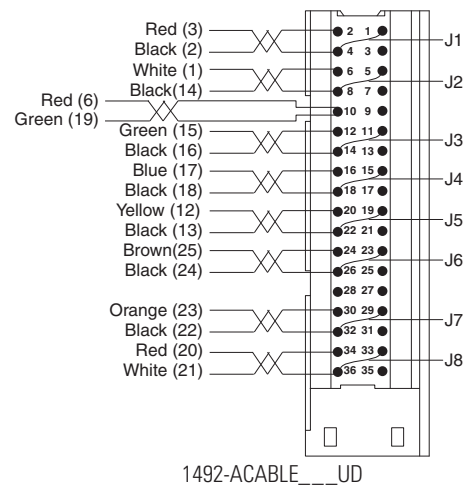 Red (3) 2 1
J1
Black (2) 4 3
White (1) 6 5
J2
Black(14) 8 7
Red (6)
10 9
Green (19)
Green (15) 12 11
J3
Black (16) 14 13
Blue (17) 16 15
J4
Black (18) 18 17
Yellow (12) 20 19
J5
Black (13) 22 21
Brown(25) 24 23
J6
Black (24) 26 25
28 27
Orange (23) 30 29
J7
Black (22) 32 31
Red (20) 34 33
J8
White (21) 36 35
1492-ACABLE___UD